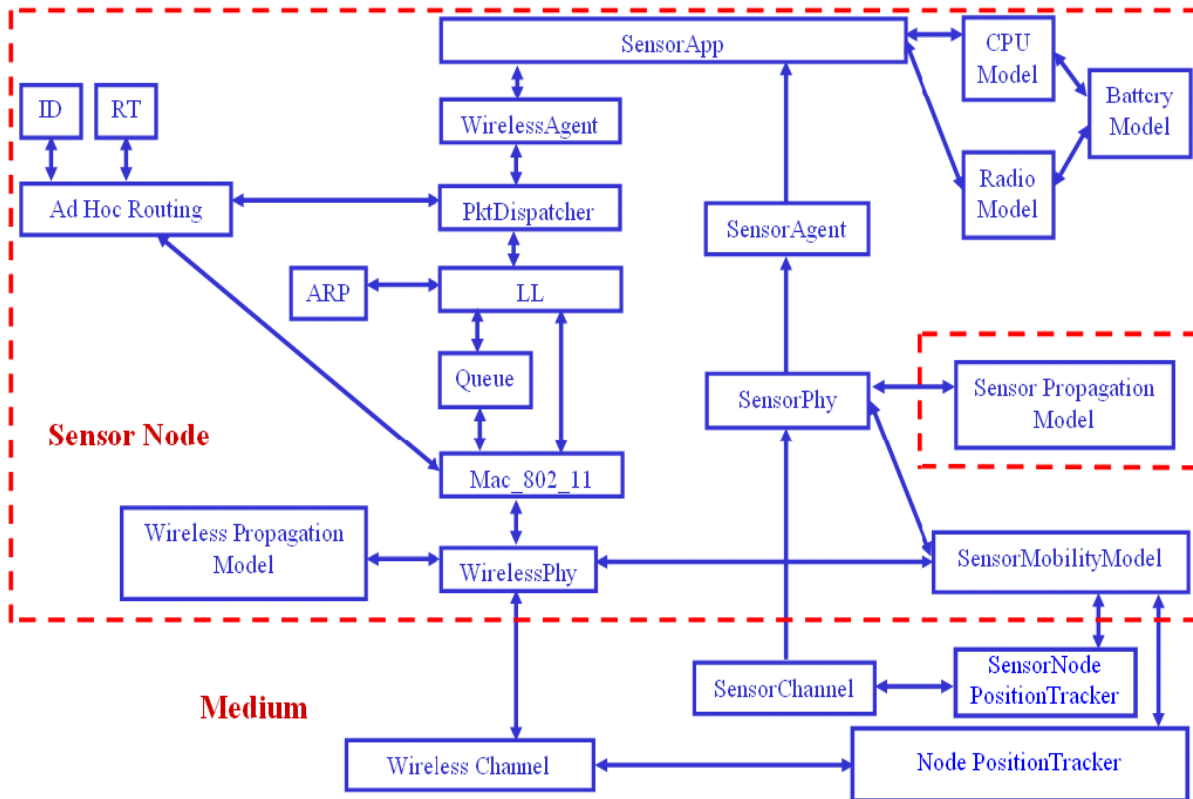 SensorApp
CPU
Model
Battery
Model
ID
RT
WirelessAgent
Radio
Model
Ad Hoc Routing
PktDispatcher
SensorAgent
ARP
LL
Queue
SensorPhy
Sensor Propagation
Model
Sensor Node
Mac_802_11
Wireless Propagation
Model
WirelessPhy
SensorMobilityModel
SensorChannel
SensorNode
PositionTracker
Medium
Wireless Channel
Node PositionTracker